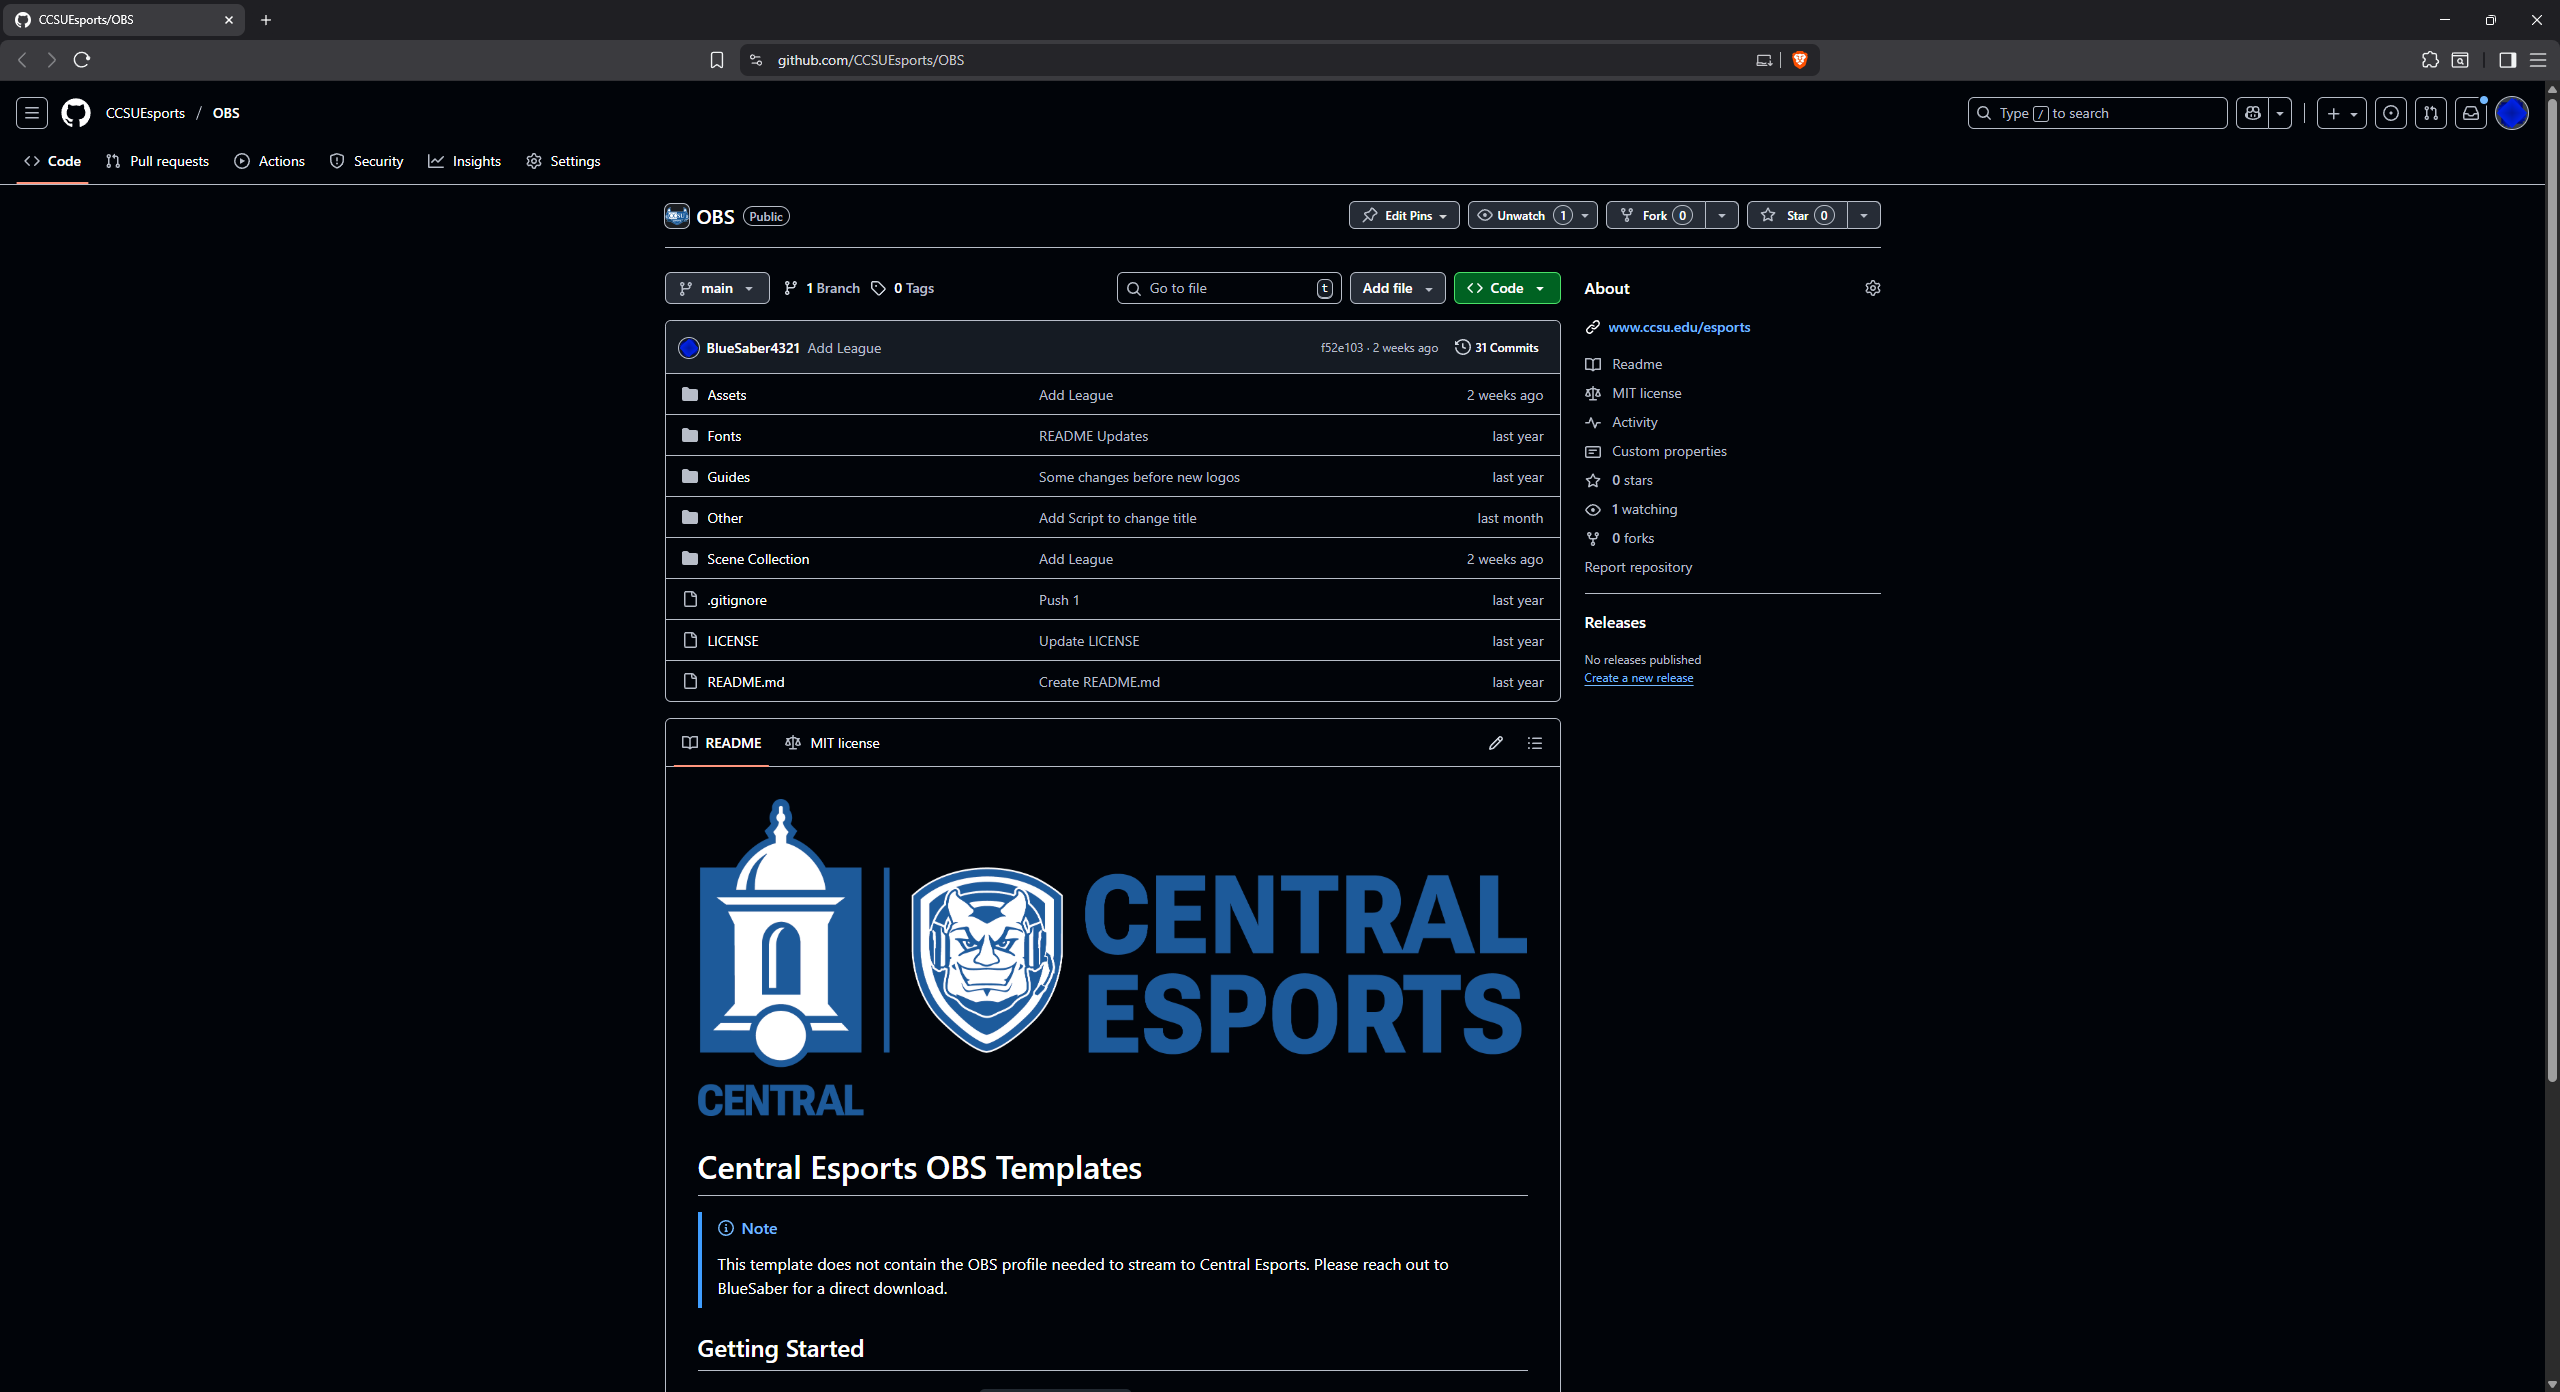 CCSUEsports/OBS
github.com/CCSUEsports/OBS
CCSUEsports / OBS
Type / to search
Code Pull requests Actions Security Insights Settings
OBS Public
Edit Pins Unwatch 1 Fork 0 Star 0
main 1 Branch 0 Tags Go to file t Add file Code
BlueSaber4321 Add League f52e103 · 2 weeks ago 31 Commits
Assets Add League 2 weeks ago
Fonts README Updates last year
Guides Some changes before new logos last year
Other Add Script to change title last month
Scene Collection Add League 2 weeks ago
.gitignore Push 1 last year
LICENSE Update LICENSE last year
README.md Create README.md last year
About
www.ccsu.edu/esports
Readme
MIT license
Activity
Custom properties
0 stars
1 watching
0 forks
Report repository
Releases
No releases published
Create a new release
README MIT license
CENTRAL
ESPORTS
CENTRAL
Central Esports OBS Templates
Note
This template does not contain the OBS profile needed to stream to Central Esports. Please reach out to
BlueSaber for a direct download.
Getting Started